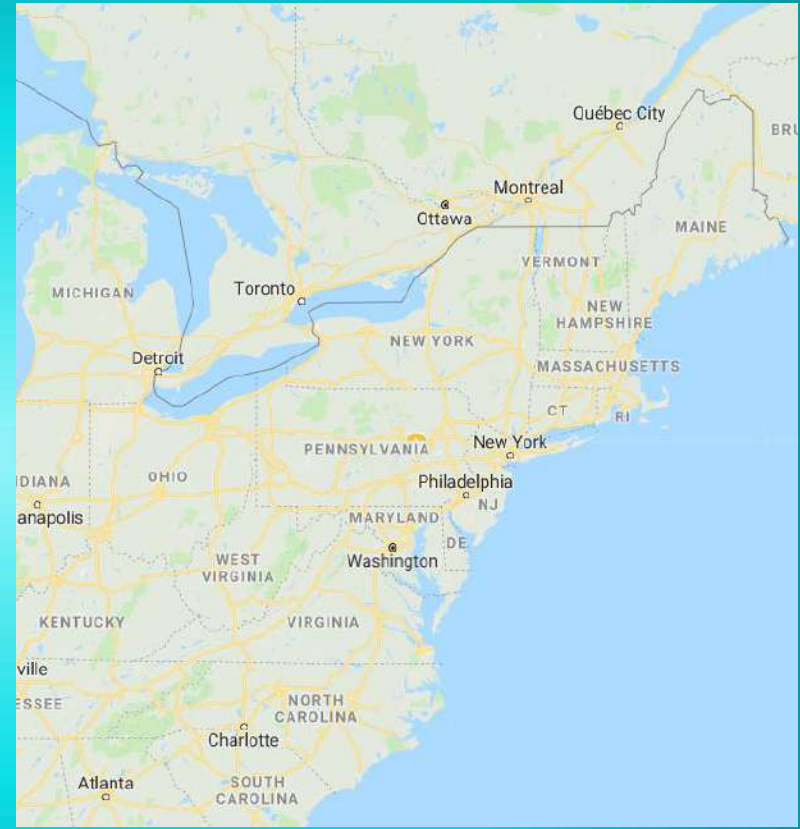 Québec City
BRU
Montreal
Ottawa
MAINE
VERMONT
Toronto
MICHIGAN
NEW
HAMPSHIRE
NEW YORK
Detroit
MASSACHUSETTS
CT
RI
New York
PENNSYLVANIA
OHIO
DIANA
Philadelphia
NJ
anapolis
MARYLAND
DE
WEST
VIRGINIA
Washington
KENTUCKY
VIRGINIA
ville
ESSEE
NORTH
CAROLINA
Charlotte
Atlanta
SOUTH
CAROLINA